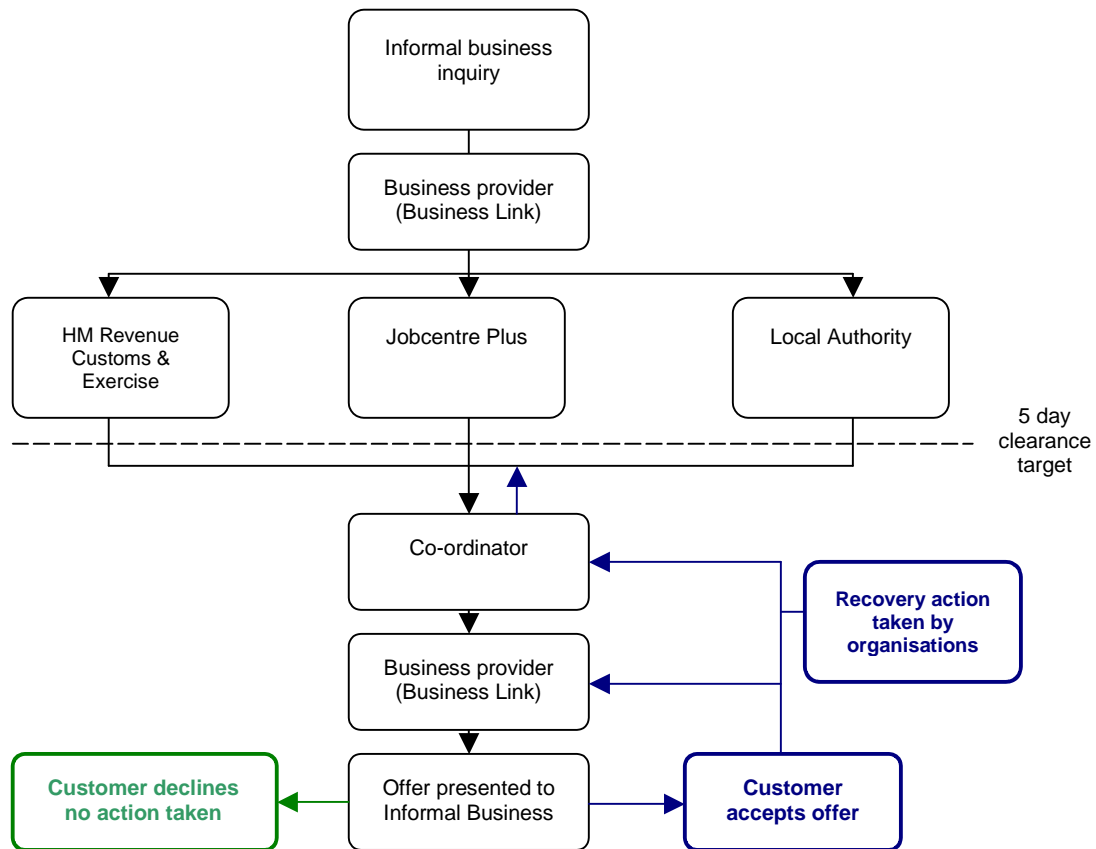 Informal business
inquiry
Business provider
(Business Link)
HM Revenue
Customs &
Exercise
Jobcentre Plus
Local Authority
5 day
clearance
target
Co-ordinator
Recovery action
taken by
organisations
Business provider
(Business Link)
Customer declines
no action taken
Offer presented to
Informal Business
Customer
accepts offer